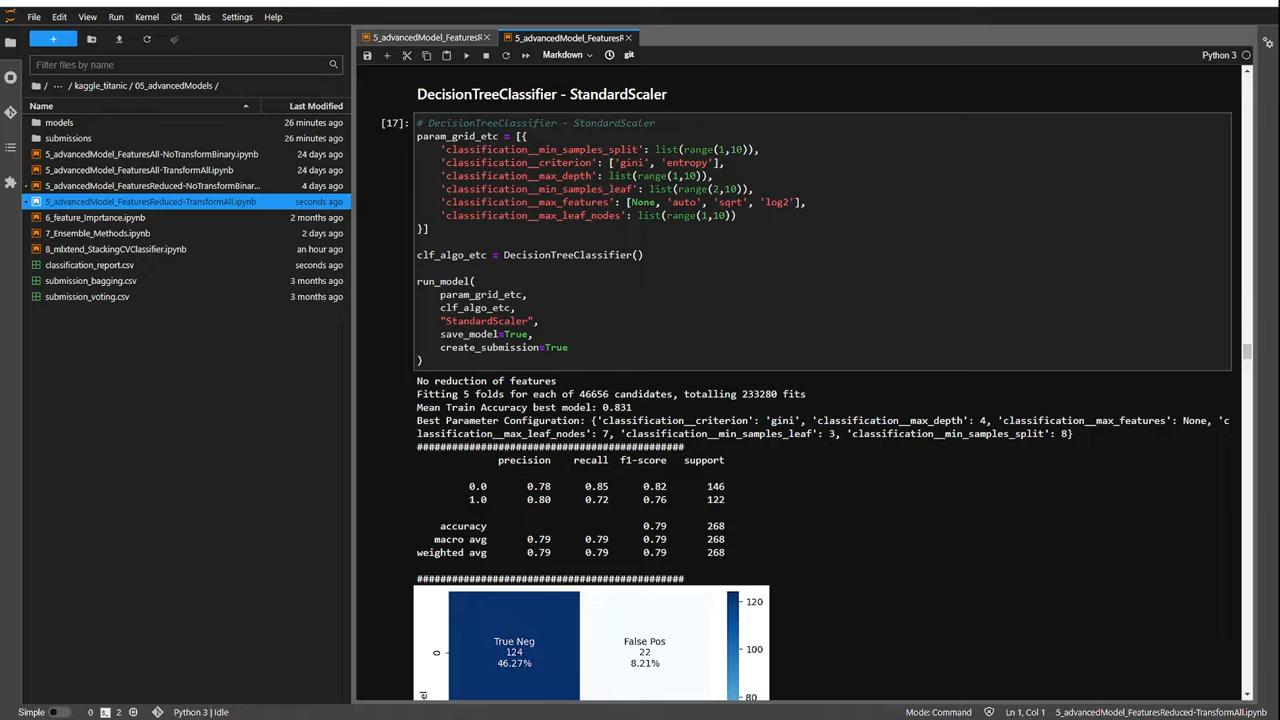 File Edit View Run Kernel Git Tabs Settings Help
5_advancedModel_FeaturesR
5_advancedModel_FeaturesF
Markdown
git
Python 3
Filter files by name
/ ··· / kaggle_titanic / 05_advancedModels /
Name Last Modified
models 26 minutes ago
submissions 26 minutes ago
5_advancedModel_FeaturesAll-NoTransformBinary.ipynb 24 days ago
5_advancedModel_FeaturesAll-TransformAll.ipynb 24 days ago
5_advancedModel_FeaturesReduced-NoTransformBinar... 4 days ago
5_advancedModel_FeaturesReduced-TransformAll.ipynb seconds ago
6_feature_Imprtance.ipynb 2 months ago
7_Ensemble_Methods.ipynb 2 days ago
8_mlxtend_StackingCVClassifier.ipynb an hour ago
classification_report.csv seconds ago
submission_bagging.csv 3 months ago
submission_voting.csv 3 months ago
DecisionTreeClassifier - StandardScaler
[17]: # DecisionTreeClassifier - StandardScaler
param_grid_etc = [{
'classification__min_samples_split': list(range(1,10)),
'classification__criterion': ['gini', 'entropy'],
'classification__max_depth': list(range(1,10)),
'classification__min_samples_leaf': list(range(2,10)),
'classification__max_features': [None, 'auto', 'sqrt', 'log2'],
'classification__max_leaf_nodes': list(range(1,10))
}]
clf_algo_etc = DecisionTreeClassifier()
run_model(
param_grid_etc,
clf_algo_etc,
"StandardScaler",
save_model=True,
create_submission=True
)
No reduction of features
Fitting 5 folds for each of 46656 candidates, totalling 233280 fits
Mean Train Accuracy best model: 0.831
Best Parameter Configuration: {'classification__criterion': 'gini', 'classification__max_depth': 4, 'classification__max_features': None, 'c
lassification__max_leaf_nodes': 7, 'classification__min_samples_leaf': 3, 'classification__min_samples_split': 8}
##############################################
precision recall f1-score support
0.0 0.78 0.85 0.82 146
1.0 0.80 0.72 0.76 122
accuracy 0.79 268
macro avg 0.79 0.79 0.79 268
weighted avg 0.79 0.79 0.79 268
##############################################
True Neg
124
46.27%
False Pos
22
8.21%
0
120
100
80
Simple 0 2 Python 3 | Idle Mode: Command Ln 1, Col 1 5_advancedModel_FeaturesReduced-TransformAll.ipynb